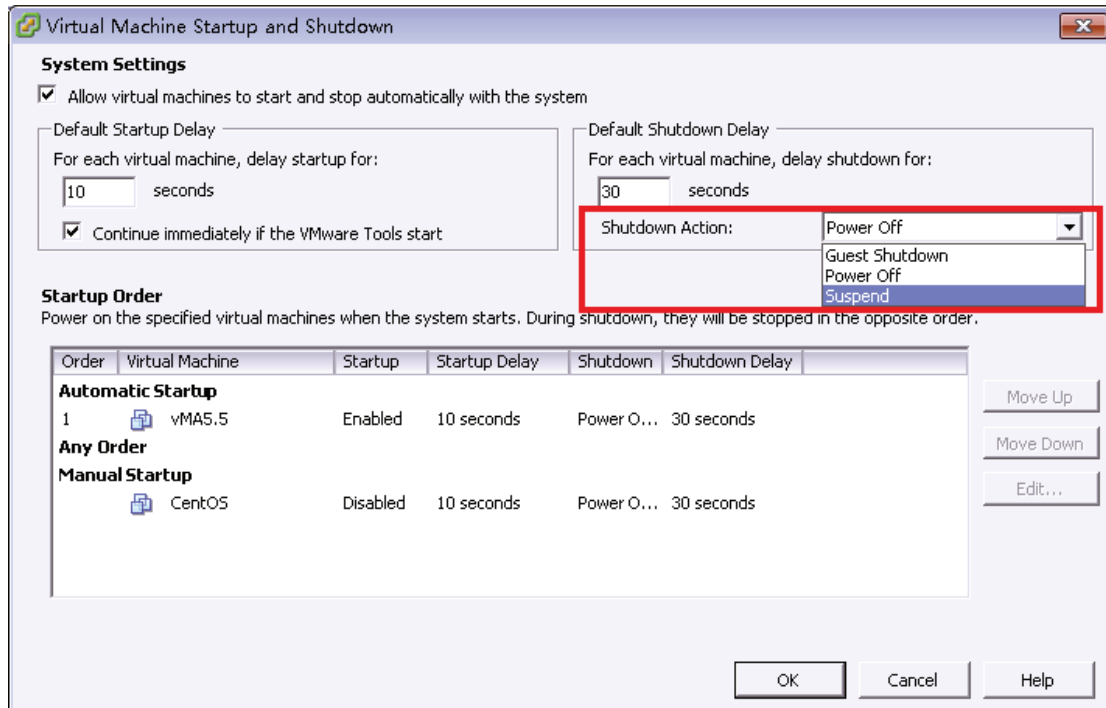 Virtual Machine Startup and Shutdown
System Settings
Allow virtual machines to start and stop automatically with the system
Default Startup Delay
For each virtual machine, delay startup for:
10 seconds
Continue immediately if the VMware Tools start
Default Shutdown Delay
For each virtual machine, delay shutdown for:
30 seconds
Shutdown Action: Power Off
Guest Shutdown
Power Off
Suspend
Startup Order
Power on the specified virtual machines when the system starts. During shutdown, they will be stopped in the opposite order.
Order Virtual Machine Startup Startup Delay Shutdown Shutdown Delay
Automatic Startup
1 vMA5.5 Enabled 10 seconds Power O... 30 seconds
Any Order
Manual Startup
CentOS Disabled 10 seconds Power O... 30 seconds
Move Up
Move Down
Edit...
OK Cancel Help